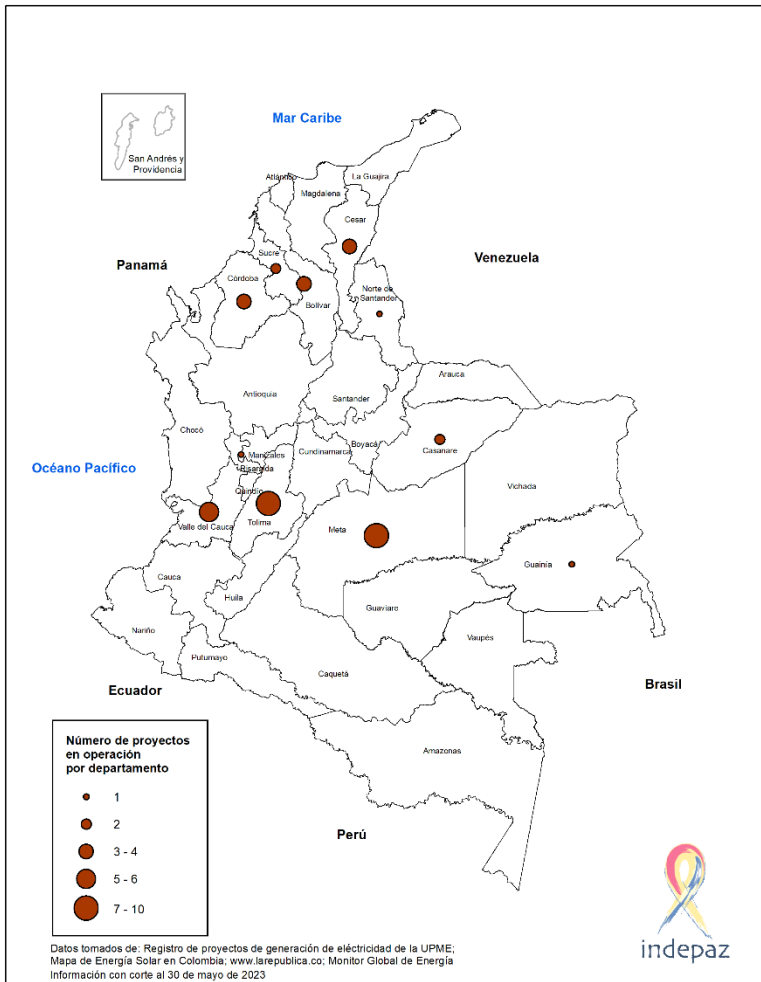 Mar Caribe
San Andrés y
Providencia
Atlántico
La Guajira
Magdalena
Cesar
Panamá
Venezuela
Sucre
Córdoba
Bolívar
Norte de
Santander
Arauca
Antioquia
Santander
Chocó
Boyacá
Cundinamarca
Casanare
Manizales
Risaralda
Océano Pacífico
Vichada
Quindío
Valle del Cauca
Tolima
Meta
Guainía
Cauca
Huila
Guaviare
Nariño
Vaupés
Putumayo
Caquetá
Ecuador
Brasil
Amazonas
Perú
Número de proyectos
en operación
por departamento
1
2
3 - 4
5 - 6
7 - 10
indepaz
Datos tomados de: Registro de proyectos de generación de eléctricidad de la UPME;
Mapa de Energía Solar en Colombia; www.larepublica.co; Monitor Global de Energía
Información con corte al 30 de mayo de 2023